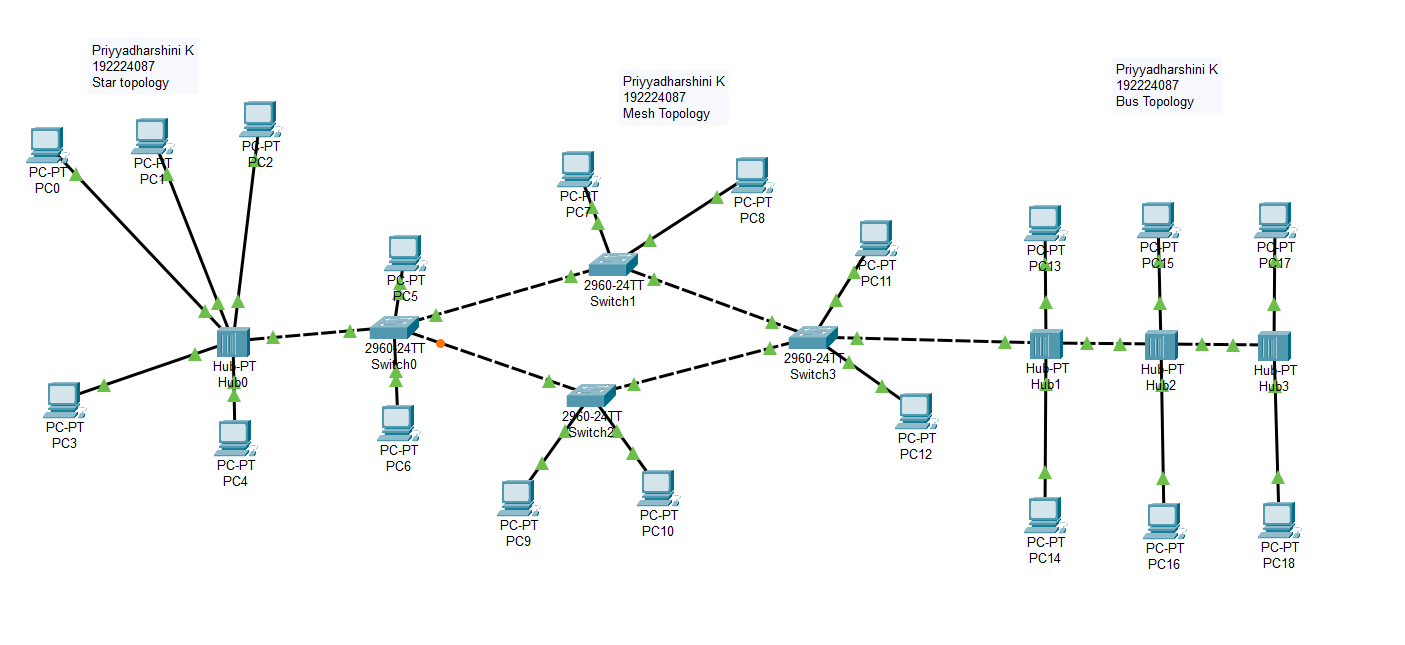 Priyyadharshini K
192224087
Star topology
Priyyadharshini K
192224087
Mesh Topology
Priyyadharshini K
192224087
Bus Topology
PC-PT
PC0
PC-PT
PC1
PC-PT
PC2
PC-PT
PC3
PC-PT
PC4
Hub-PT
Hub0
PC-PT
PC5
2960-24TT
Switch0
PC-PT
PC6
PC-PT
PC7
PC-PT
PC8
2960-24TT
Switch1
2960-24TT
Switch2
PC-PT
PC9
PC-PT
PC10
PC-PT
PC11
2960-24TT
Switch3
PC-PT
PC12
PC-PT
PC13
PC-PT
PC15
PC-PT
PC17
Hub-PT
Hub1
Hub-PT
Hub2
Hub-PT
Hub3
PC-PT
PC14
PC-PT
PC16
PC-PT
PC18